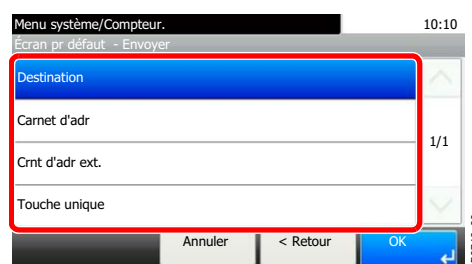 Menu système/Compteur. 10:10
Écran pr défaut - Envoyer
Destination
Carnet d'adr
1/1
Crnt d'adr ext.
Touche unique
Annuler < Retour OK